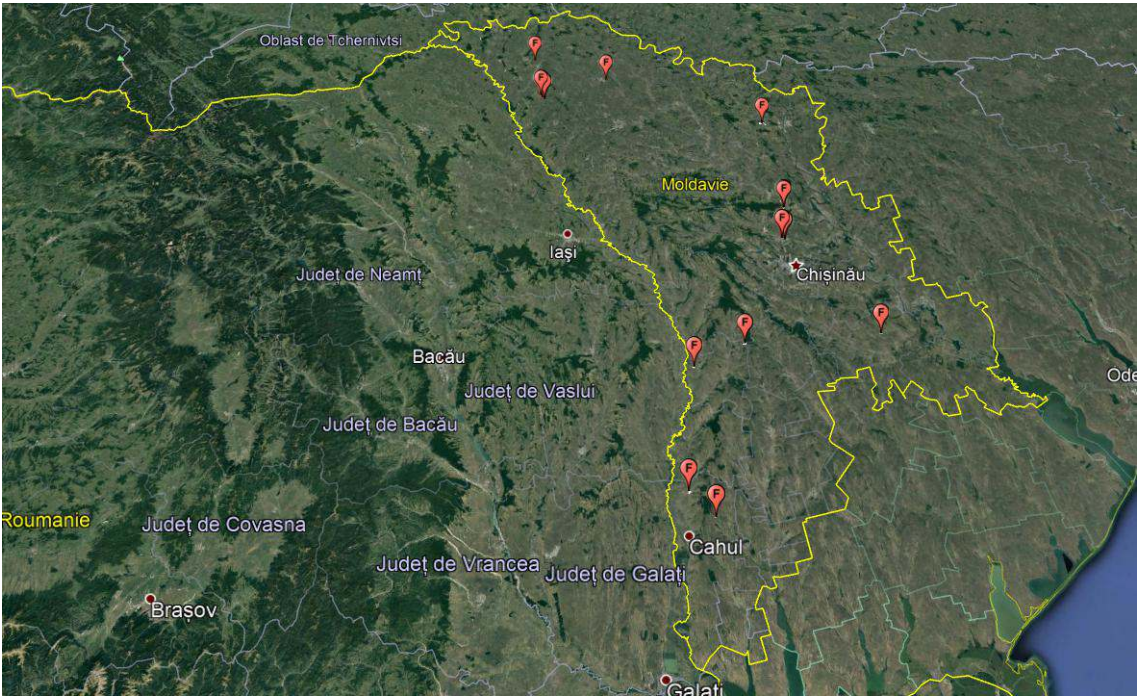 Oblast de Tchernivtsi
F
F
F
F
F
Moldavie
F
F
Iași
Județ de Neamț
Chișinău
F
F
F
Bacău
Județ de Vaslui
Ode
Județ de Bacău
F
F
Roumanie
Județ de Covasna
Cahul
Județ de Vrancea
Județ de Galați
Brașov
Galați